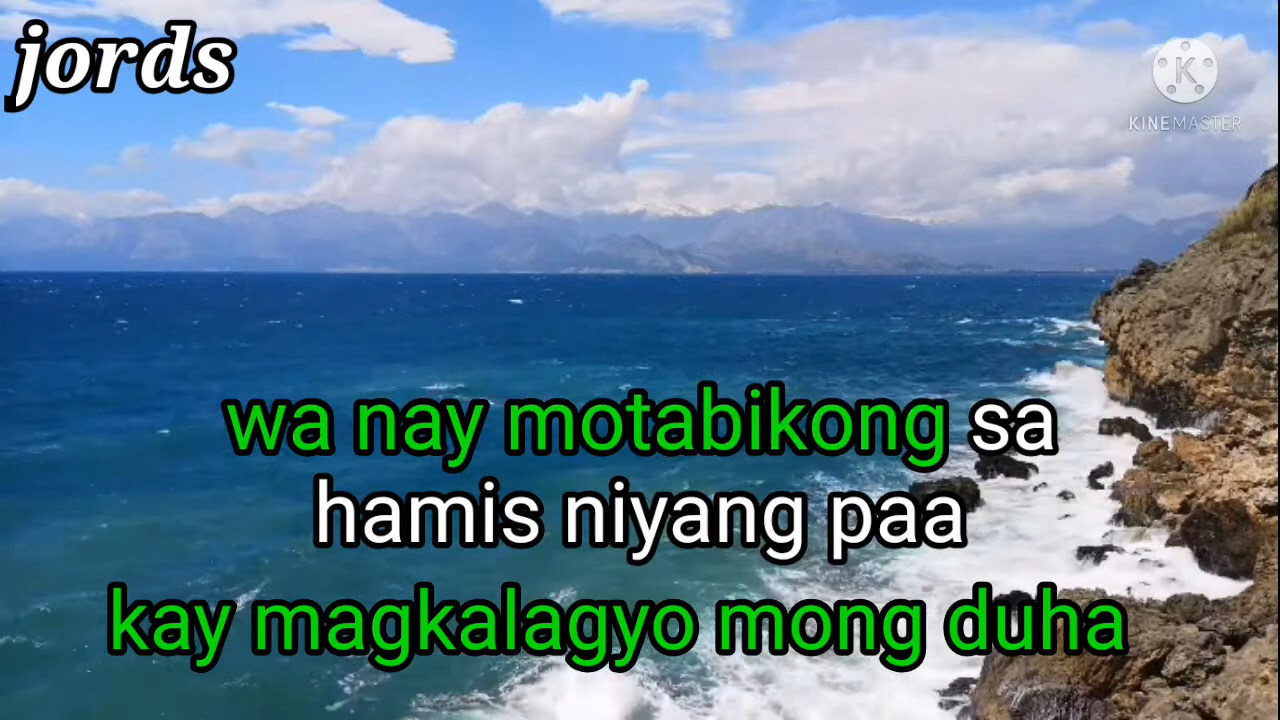 jords
KINEMASTER
wa nay motabikong sa
hamis niyang paa
kay magkalagyo mong duha